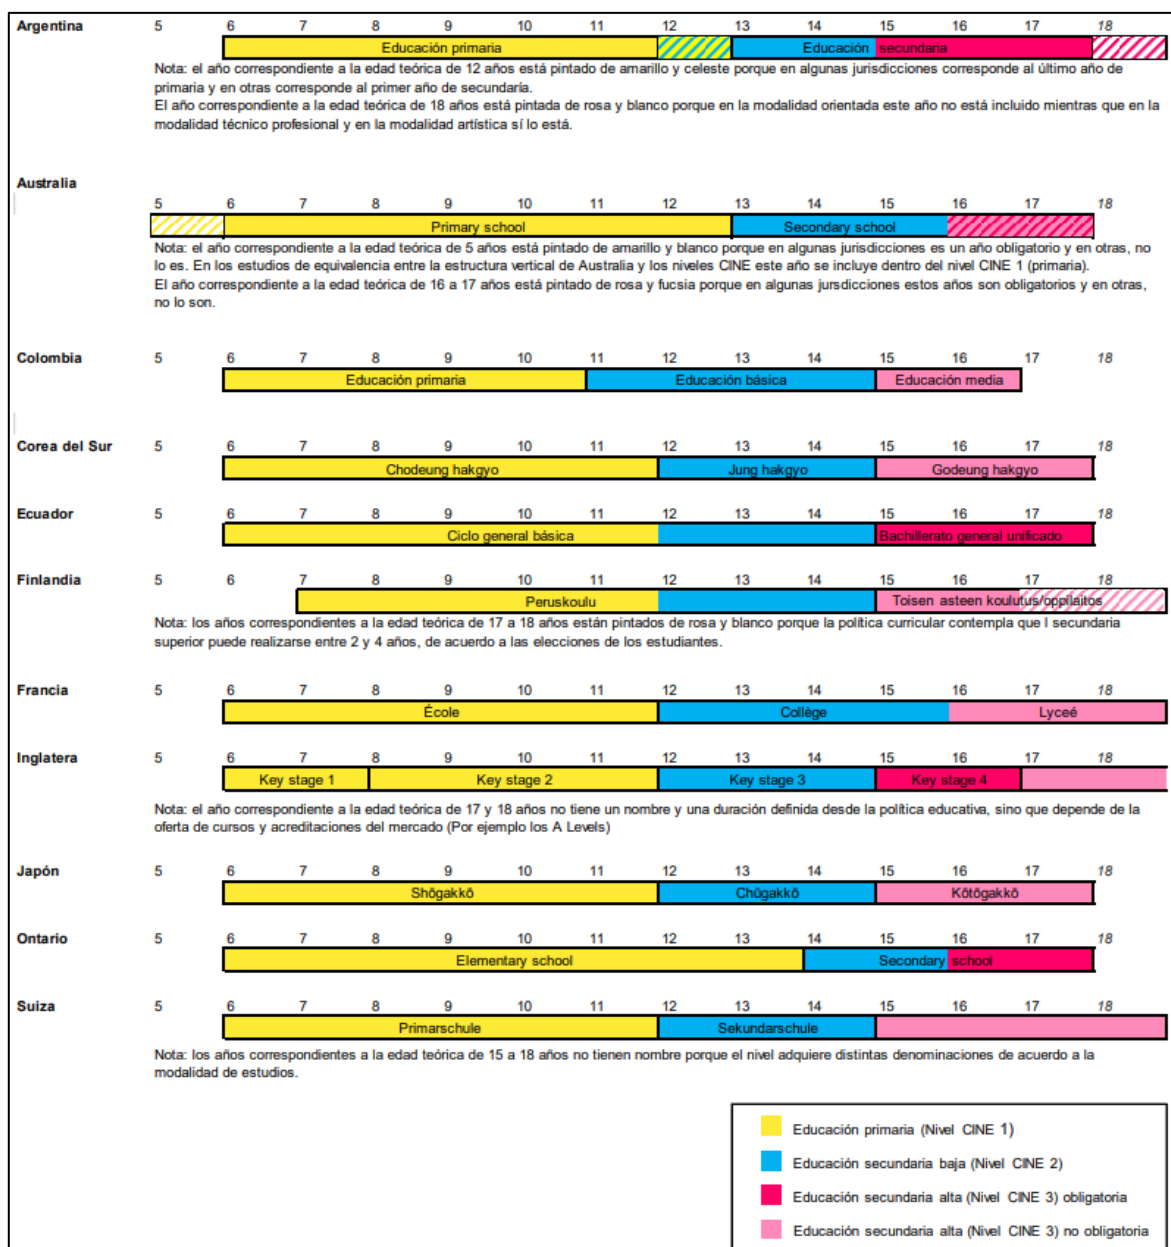 Argentina 5 6 7 8 9 10 11 12 13 14 15 16 17 18
Educación primaria Educación secundaria
Nota: el año correspondiente a la edad teórica de 12 años está pintado de amarillo y celeste porque en algunas jurisdicciones corresponde al último año de
primaria y en otras corresponde al primer año de secundaría.
El año correspondiente a la edad teórica de 18 años está pintada de rosa y blanco porque en la modalidad orientada este año no está incluido mientras que en la
modalidad técnico profesional y en la modalidad artística sí lo está.
Australia
5 6 7 8 9 10 11 12 13 14 15 16 17 18
Primary school Secondary school
Nota: el año correspondiente a la edad teórica de 5 años está pintado de amarillo y blanco porque en algunas jurisdicciones es un año obligatorio y en otras, no
lo es. En los estudios de equivalencia entre la estructura vertical de Australia y los niveles CINE este año se incluye dentro del nivel CINE 1 (primaria).
El año correspondiente a la edad teórica de 16 a 17 años está pintado de rosa y fucsia porque en algunas jursdicciones estos años son obligatorios y en otras,
no lo son.
Colombia 5 6 7 8 9 10 11 12 13 14 15 16 17 18
Educación primaria Educación básica Educación media
Corea del Sur 5 6 7 8 9 10 11 12 13 14 15 16 17 18
Chodeung hakgyo Jung hakgyo Godeung hakgyo
Ecuador 5 6 7 8 9 10 11 12 13 14 15 16 17 18
Ciclo general básica Bachillerato general unificado
Finlandia 5 6 7 8 9 10 11 12 13 14 15 16 17 18
Peruskoulu Toisen asteen koulutus/oppilaitos
Nota: los años correspondientes a la edad teórica de 17 a 18 años están pintados de rosa y blanco porque la política curricular contempla que l secundaria
superior puede realizarse entre 2 y 4 años, de acuerdo a las elecciones de los estudiantes.
Francia 5 6 7 8 9 10 11 12 13 14 15 16 17 18
École Collège Lyceé
Inglatera 5 6 7 8 9 10 11 12 13 14 15 16 17 18
Key stage 1 Key stage 2 Key stage 3 Key stage 4
Nota: el año correspondiente a la edad teórica de 17 y 18 años no tiene un nombre y una duración definida desde la política educativa, sino que depende de la
oferta de cursos y acreditaciones del mercado (Por ejemplo los A Levels)
Japón 5 6 7 8 9 10 11 12 13 14 15 16 17 18
Shōgakkō Chūgakkō Kōtōgakkō
Ontario 5 6 7 8 9 10 11 12 13 14 15 16 17 18
Elementary school Secondary school
Suiza 5 6 7 8 9 10 11 12 13 14 15 16 17 18
Primarschule Sekundarschule
Nota: los años correspondientes a la edad teórica de 15 a 18 años no tienen nombre porque el nivel adquiere distintas denominaciones de acuerdo a la
modalidad de estudios.
Educación primaria (Nivel CINE 1)
Educación secundaria baja (Nivel CINE 2)
Educación secundaria alta (Nivel CINE 3) obligatoria
Educación secundaria alta (Nivel CINE 3) no obligatoria